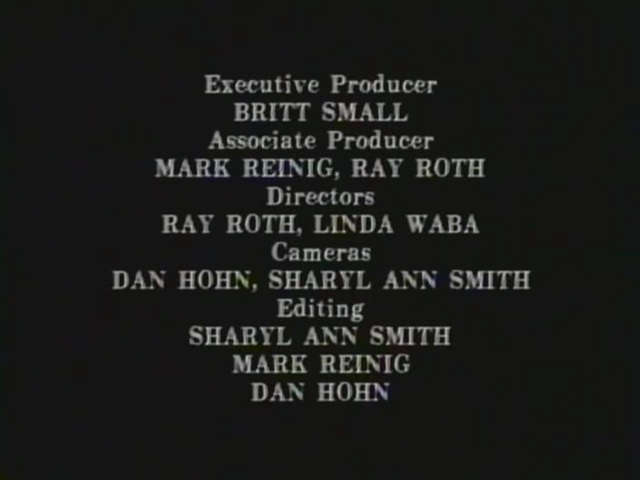 Executive Producer
BRITT SMALL
Associate Producer
MARK REINIG, RAY ROTH
Directors
RAY ROTH, LINDA WABA
Cameras
DAN HOHN, SHARYL ANN SMITH
Editing
SHARYL ANN SMITH
MARK REINIG
DAN HOHN